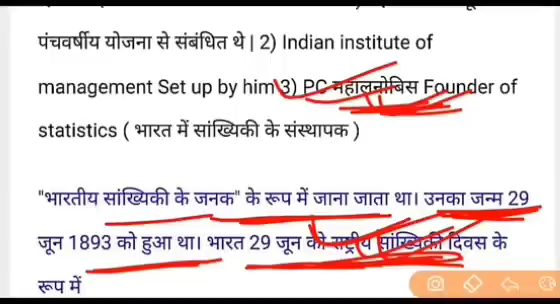 पंचवर्षीय योजना से संबंधित थे | 2) Indian institute of
management Set up by him 3) PC महालनोबिस Founder of
statistics ( भारत में सांख्यिकी के संस्थापक )
"भारतीय सांख्यिकी के जनक" के रूप में जाना जाता था। उनका जन्म 29
जून 1893 को हुआ था। भारत 29 जून को राष्ट्रीय सांख्यिकी दिवस के
रूप में